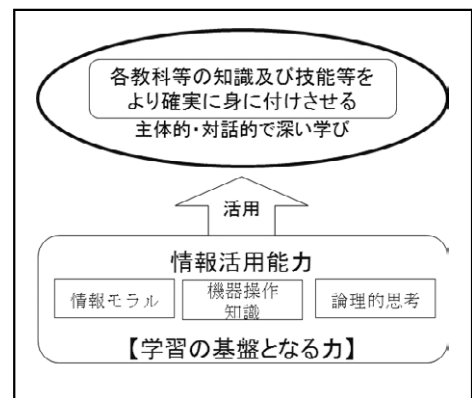 各教科等の知識及び技能等を
より確実に身に付けさせる
主体的・対話的で深い学び
活用
情報活用能力
情報モラル
機器操作
知識
論理的思考
【学習の基盤となる力】